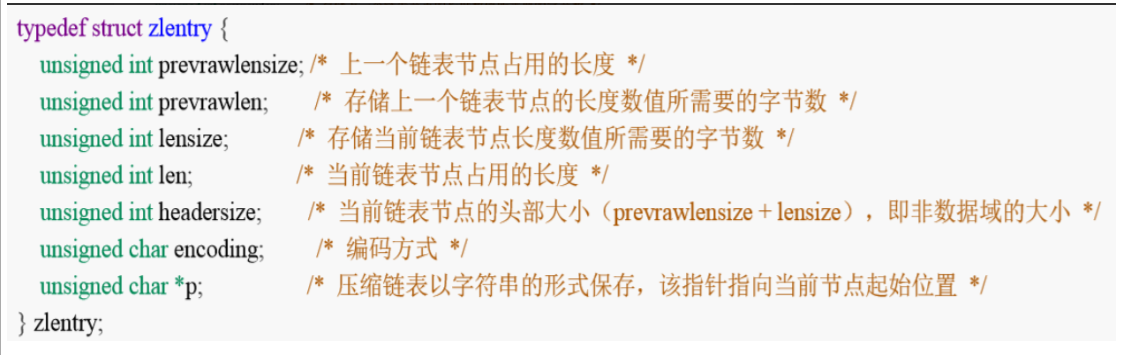 typedef struct zlentry {
unsigned int prevrawlensize; /* 上一个链表节点占用的长度 */
unsigned int prevrawlen; /* 存储上一个链表节点的长度数值所需要的字节数 */
unsigned int lensize; /* 存储当前链表节点长度数值所需要的字节数 */
unsigned int len; /* 当前链表节点占用的长度 */
unsigned int headersize; /* 当前链表节点的头部大小（prevrawlensize + lensize），即非数据域的大小 */
unsigned char encoding; /* 编码方式 */
unsigned char *p; /* 压缩链表以字符串的形式保存，该指针指向当前节点起始位置 */
} zlentry;